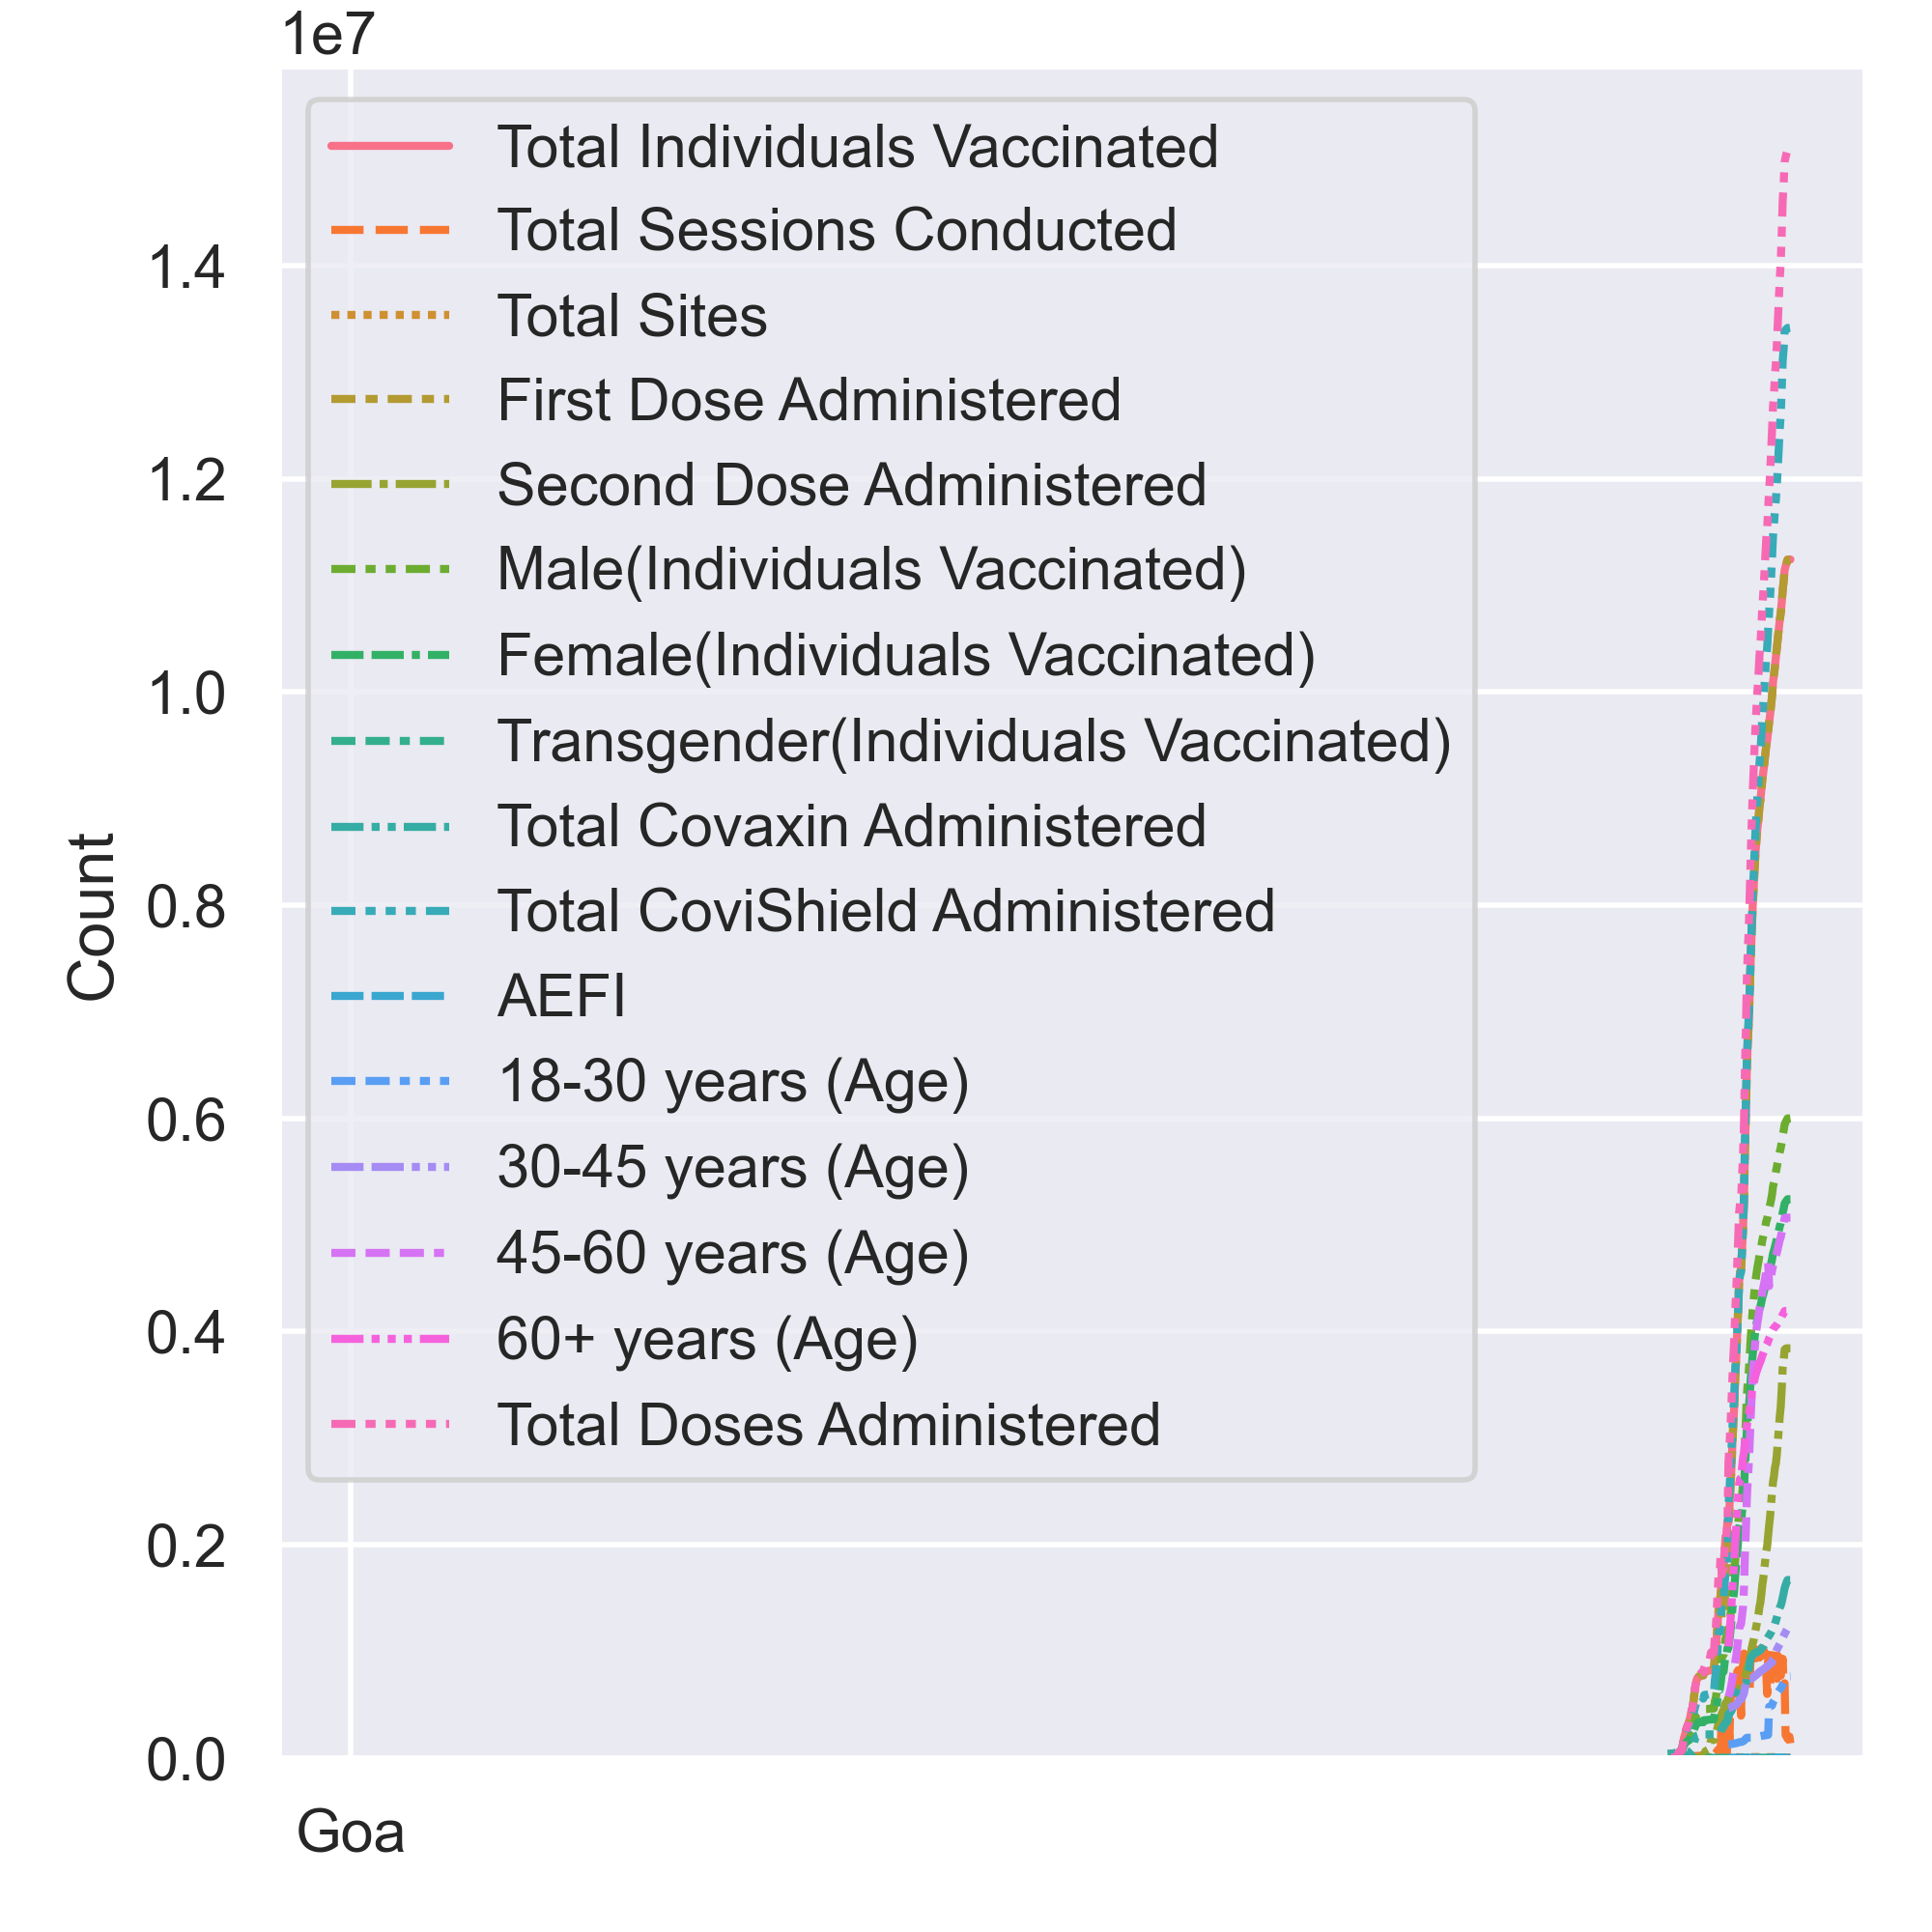 1e7
Total Individuals Vaccinated
Total Sessions Conducted
Total Sites
First Dose Administered
Second Dose Administered
Male(Individuals Vaccinated)
Female(Individuals Vaccinated)
Transgender(Individuals Vaccinated)
Total Covaxin Administered
Total CoviShield Administered
AEFI
18-30 years (Age)
30-45 years (Age)
45-60 years (Age)
60+ years (Age)
Total Doses Administered
1.4
1.2
1.0
0.8
0.6
0.4
0.2
0.0
Count
Goa